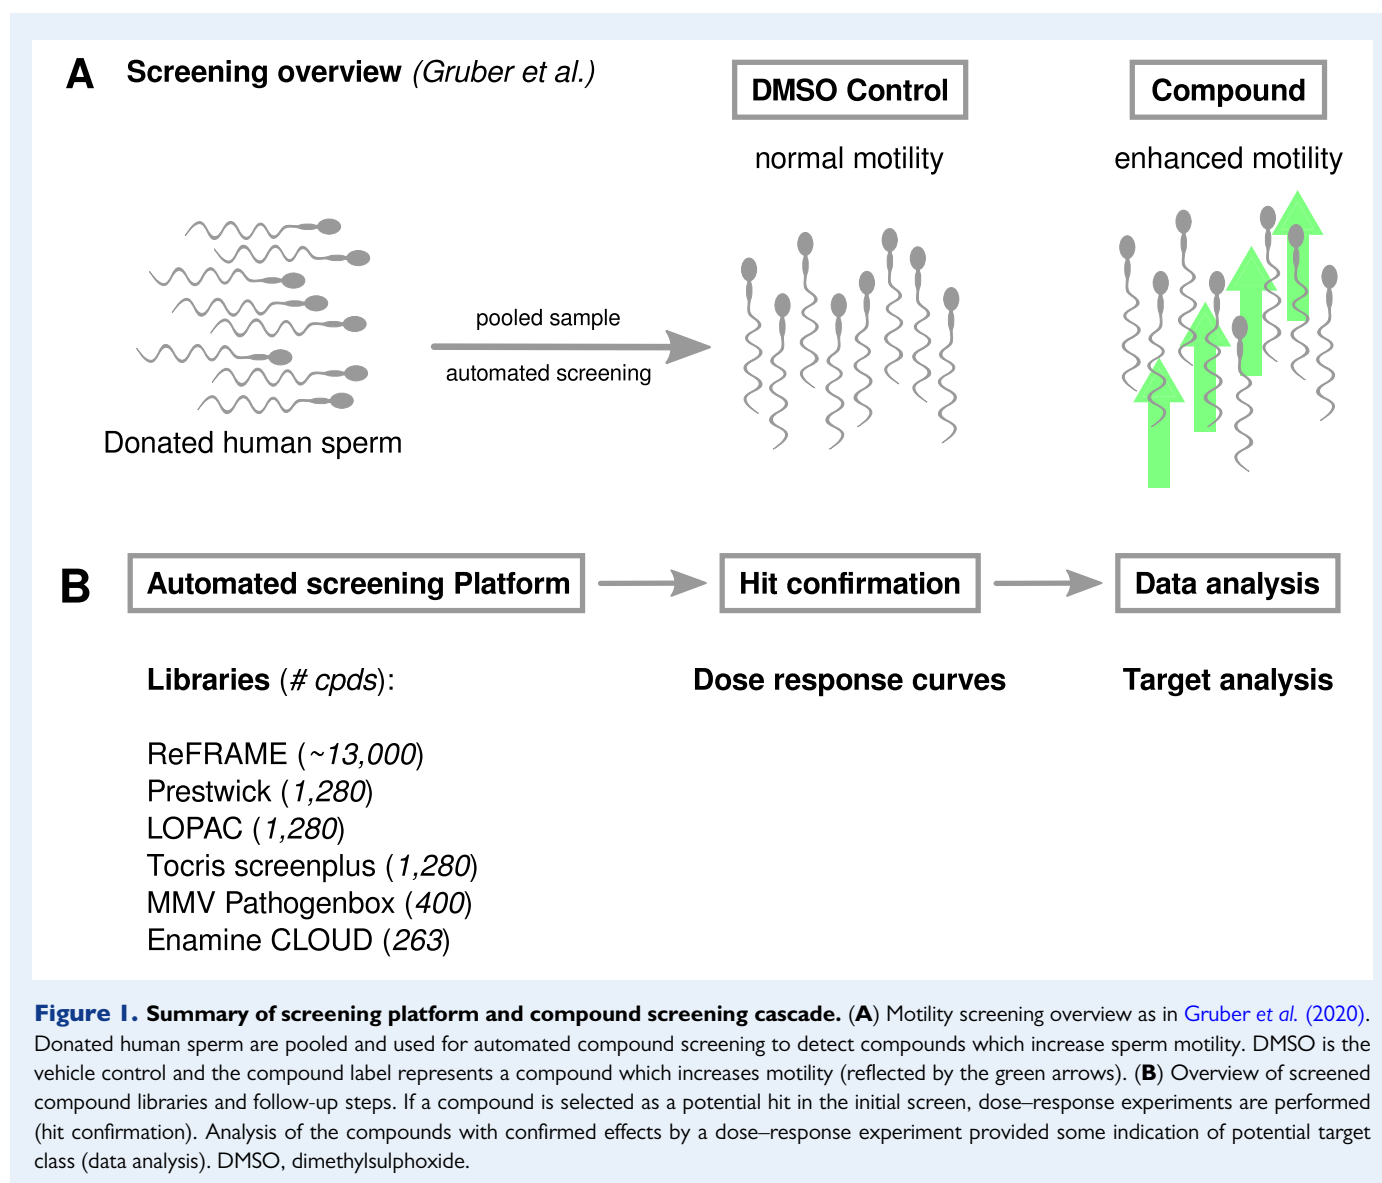 A Screening overview (Gruber et al.)
DMSO Control
Compound
normal motility
enhanced motility
pooled sample
automated screening
Donated human sperm
B
Automated screening Platform
Hit confirmation
Data analysis
Libraries (# cpds):
Dose response curves
Target analysis
ReFRAME (~13,000)
Prestwick (1,280)
LOPAC (1,280)
Tocris screenplus (1,280)
MMV Pathogenbox (400)
Enamine CLOUD (263)
Figure 1. Summary of screening platform and compound screening cascade. (A) Motility screening overview as in Gruber et al. (2020).
Donated human sperm are pooled and used for automated compound screening to detect compounds which increase sperm motility. DMSO is the
vehicle control and the compound label represents a compound which increases motility (reflected by the green arrows). (B) Overview of screened
compound libraries and follow-up steps. If a compound is selected as a potential hit in the initial screen, dose–response experiments are performed
(hit confirmation). Analysis of the compounds with confirmed effects by a dose–response experiment provided some indication of potential target
class (data analysis). DMSO, dimethylsulphoxide.